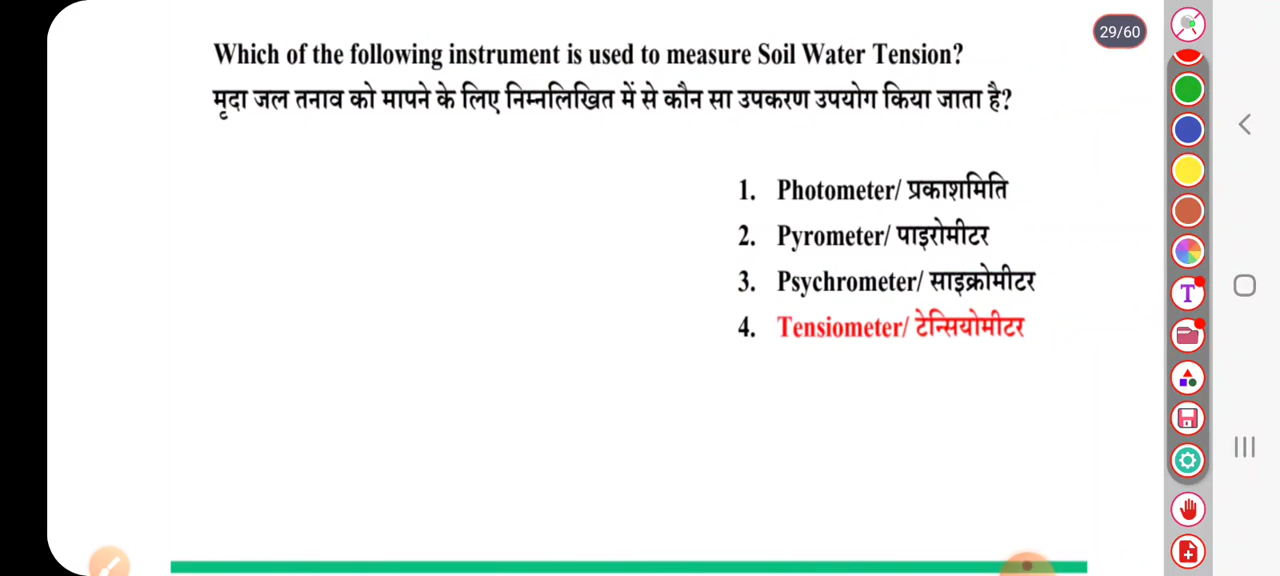 29/60
Which of the following instrument is used to measure Soil Water Tension?
मृदा जल तनाव को मापने के लिए निम्नलिखित में से कौन सा उपकरण उपयोग किया जाता है?
1. Photometer/ प्रकाशमिति
2. Pyrometer/ पाइरोमीटर
3. Psychrometer/ साइक्रोमीटर
4. Tensiometer/ टेन्सियोमीटर
T